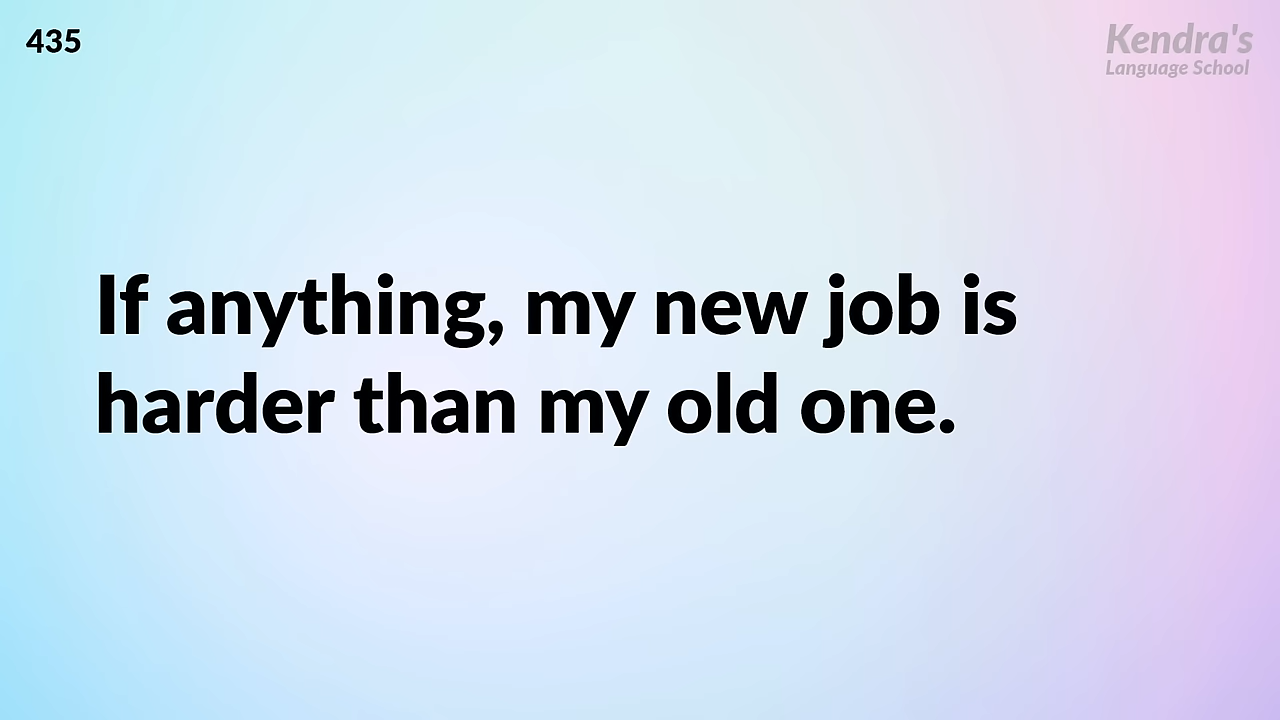 435
Kendra's
Language School
If anything, my new job is
harder than my old one.